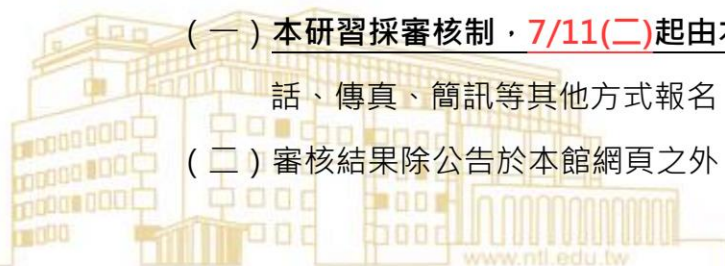 (一)本研習採審核制，7/11(二)起由
話、傳真、簡訊等其他方式報名
(二)審核結果除公告於本館網頁之外
www.ntl.edu.tw